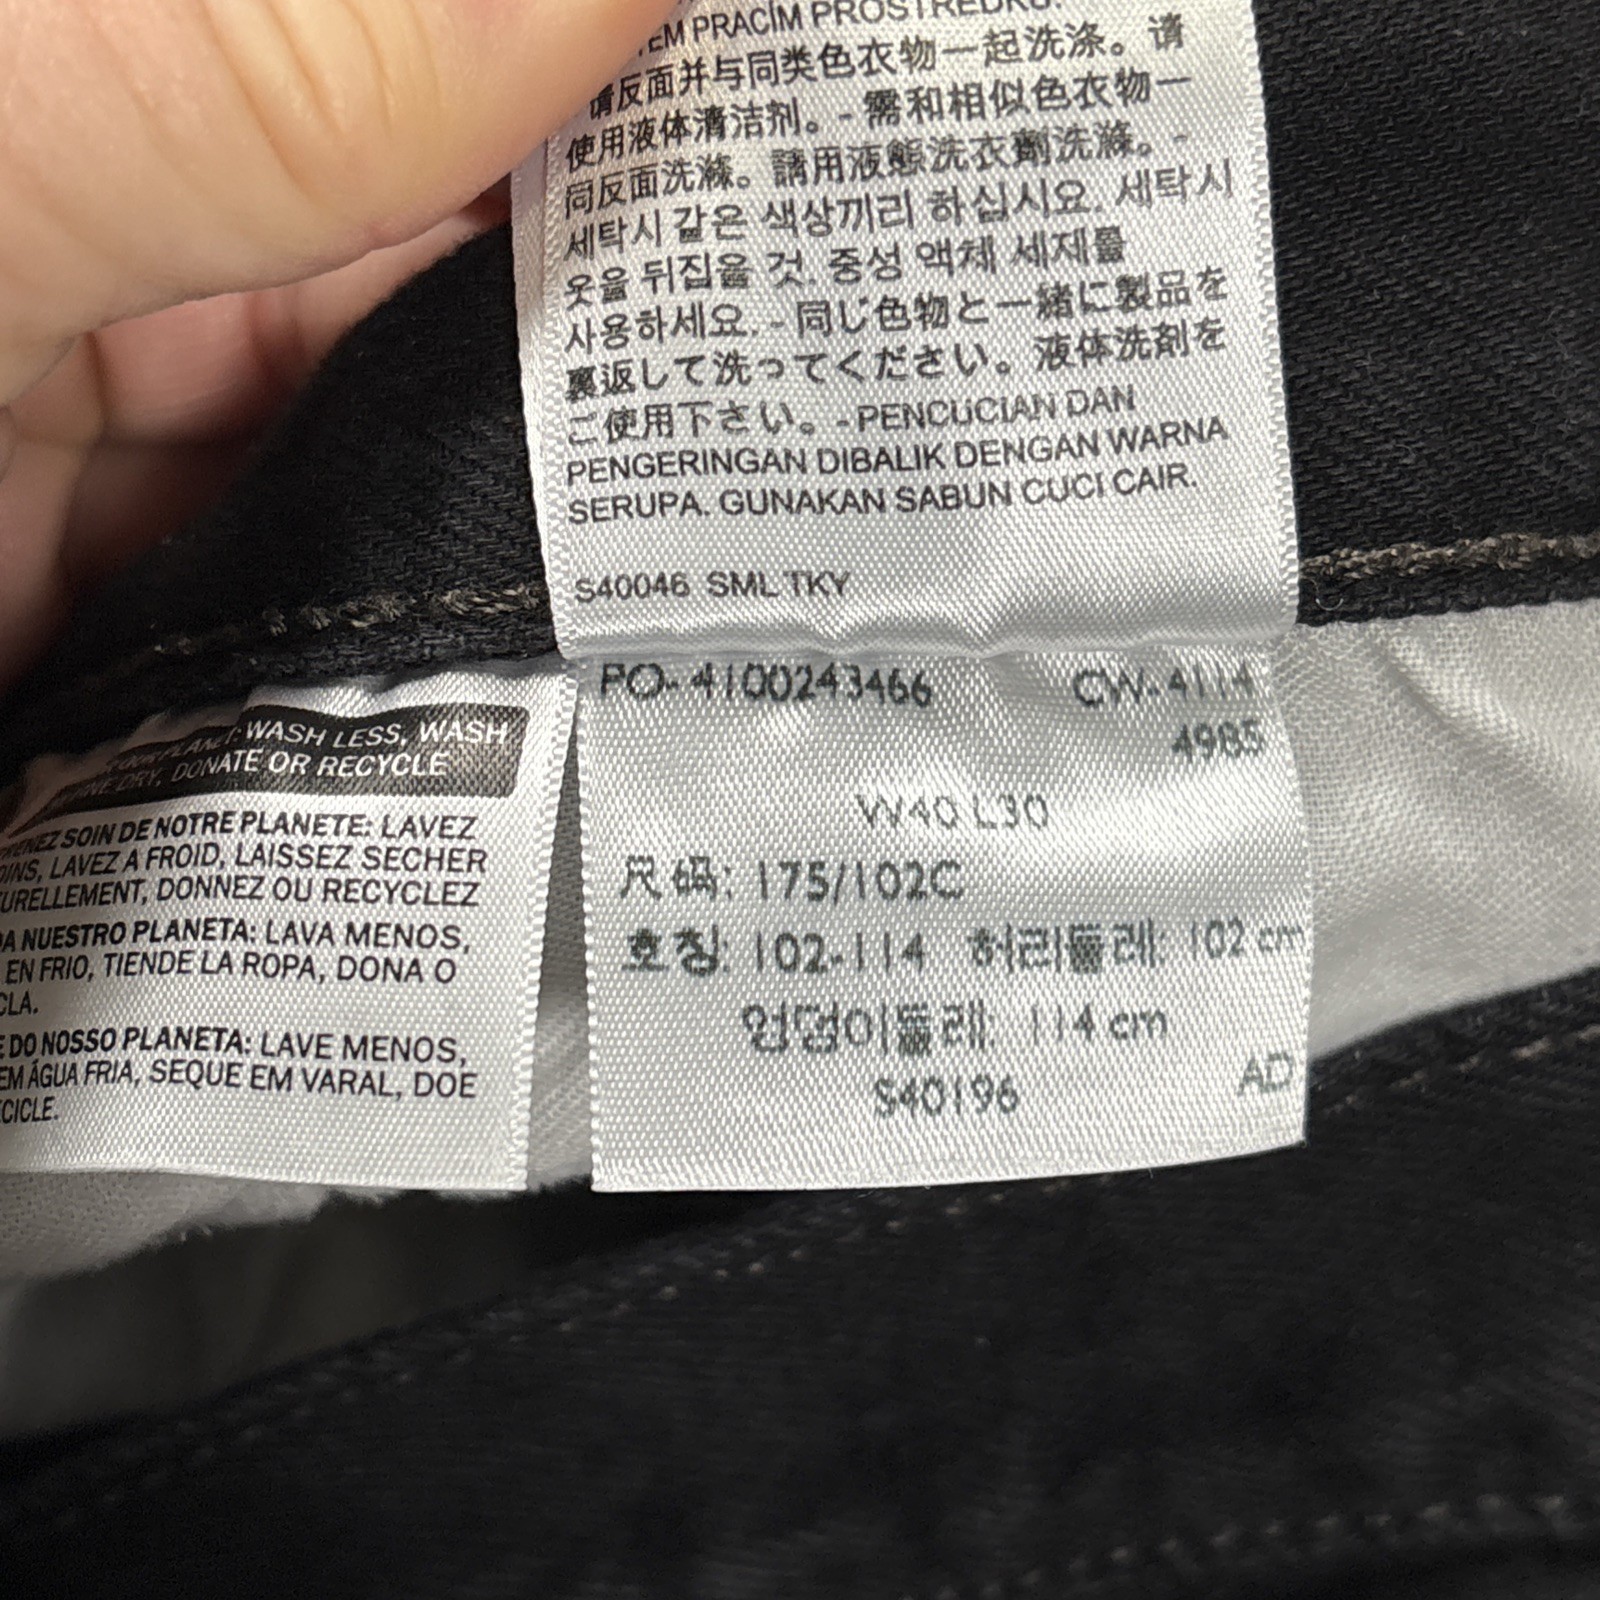 PRACÍM PROSTŘEDKU.
请反面并与同类色衣物一起洗涤。请
使用液体清洁剂。- 需和相似色衣物一
同反面洗滌。請用液態洗衣劑洗滌。-
세탁시 같은 색상끼리 하십시요. 세탁시
옷을 뒤집을 것. 중성 액체 세제를
사용하세요. - 同じ色物と一緒に製品を
裏返して洗ってください。液体洗剤を
ご使用下さい。- PENCUCIAN DAN
PENGERINGAN DIBALIK DENGAN WARNA
SERUPA. GUNAKAN SABUN CUCI CAIR.
S40046 SML TKY
PO-4100243466 CW-4114
4985
W40 L30
尺码: 175/102C
호칭: 102-114 허리둘레: 102 cm
엉덩이둘레: 114 cm
S40196 AD
WASH LESS, WASH
DRY, DONATE OR RECYCLE
SOIN DE NOTRE PLANETE: LAVEZ
LAVEZ A FROID, LAISSEZ SECHER
DONNEZ OU RECYCLEZ
NUESTRO PLANETA: LAVA MENOS,
EN FRIO, TIENDE LA ROPA, DONA O
DO NOSSO PLANETA: LAVE MENOS,
EM ÁGUA FRIA, SEQUE EM VARAL, DOE